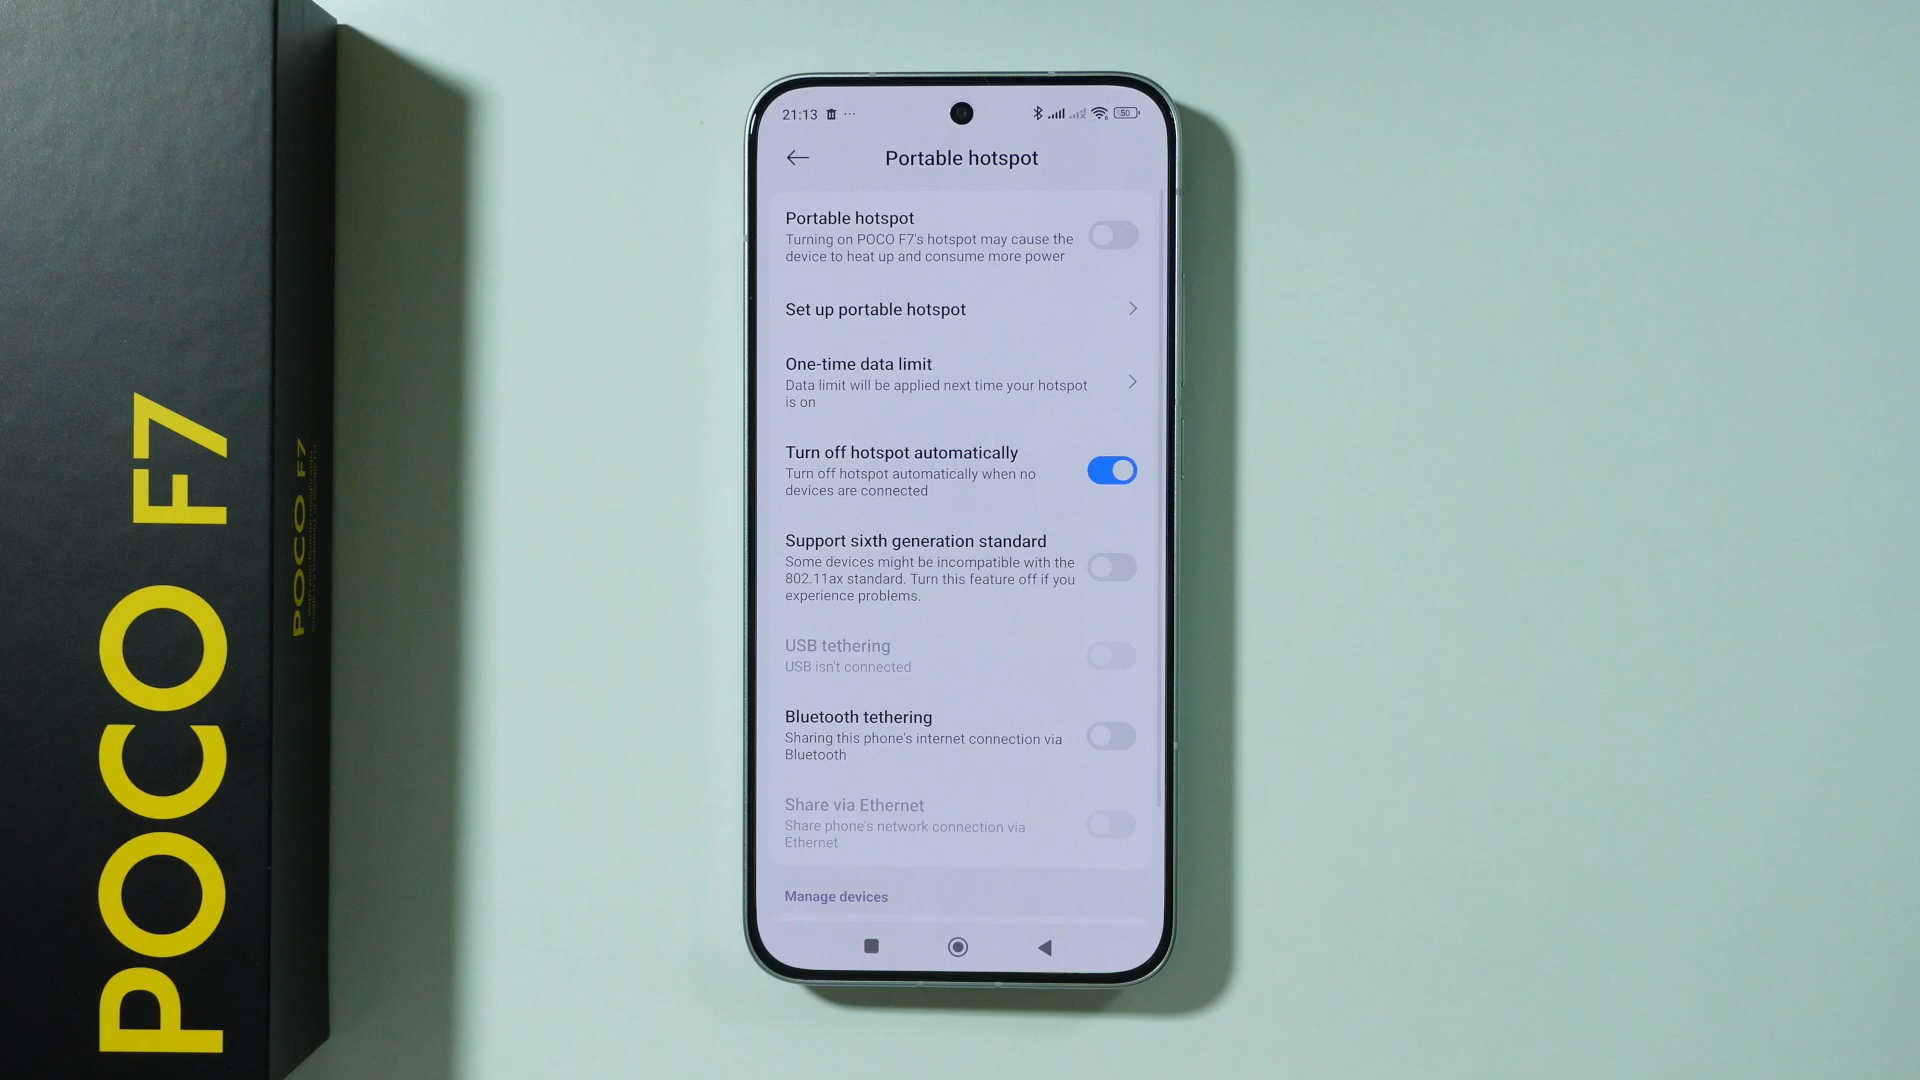 POCO F7
POCO F7
21:13
50
Portable hotspot
Portable hotspot
Turning on POCO F7's hotspot may cause the
device to heat up and consume more power
Set up portable hotspot
One-time data limit
Data limit will be applied next time your hotspot
is on
Turn off hotspot automatically
Turn off hotspot automatically when no
devices are connected
Support sixth generation standard
Some devices might be incompatible with the
802.11ax standard. Turn this feature off if you
experience problems.
USB tethering
USB isn't connected
Bluetooth tethering
Sharing this phone's internet connection via
Bluetooth
Share via Ethernet
Share phone's network connection via
Ethernet
Manage devices